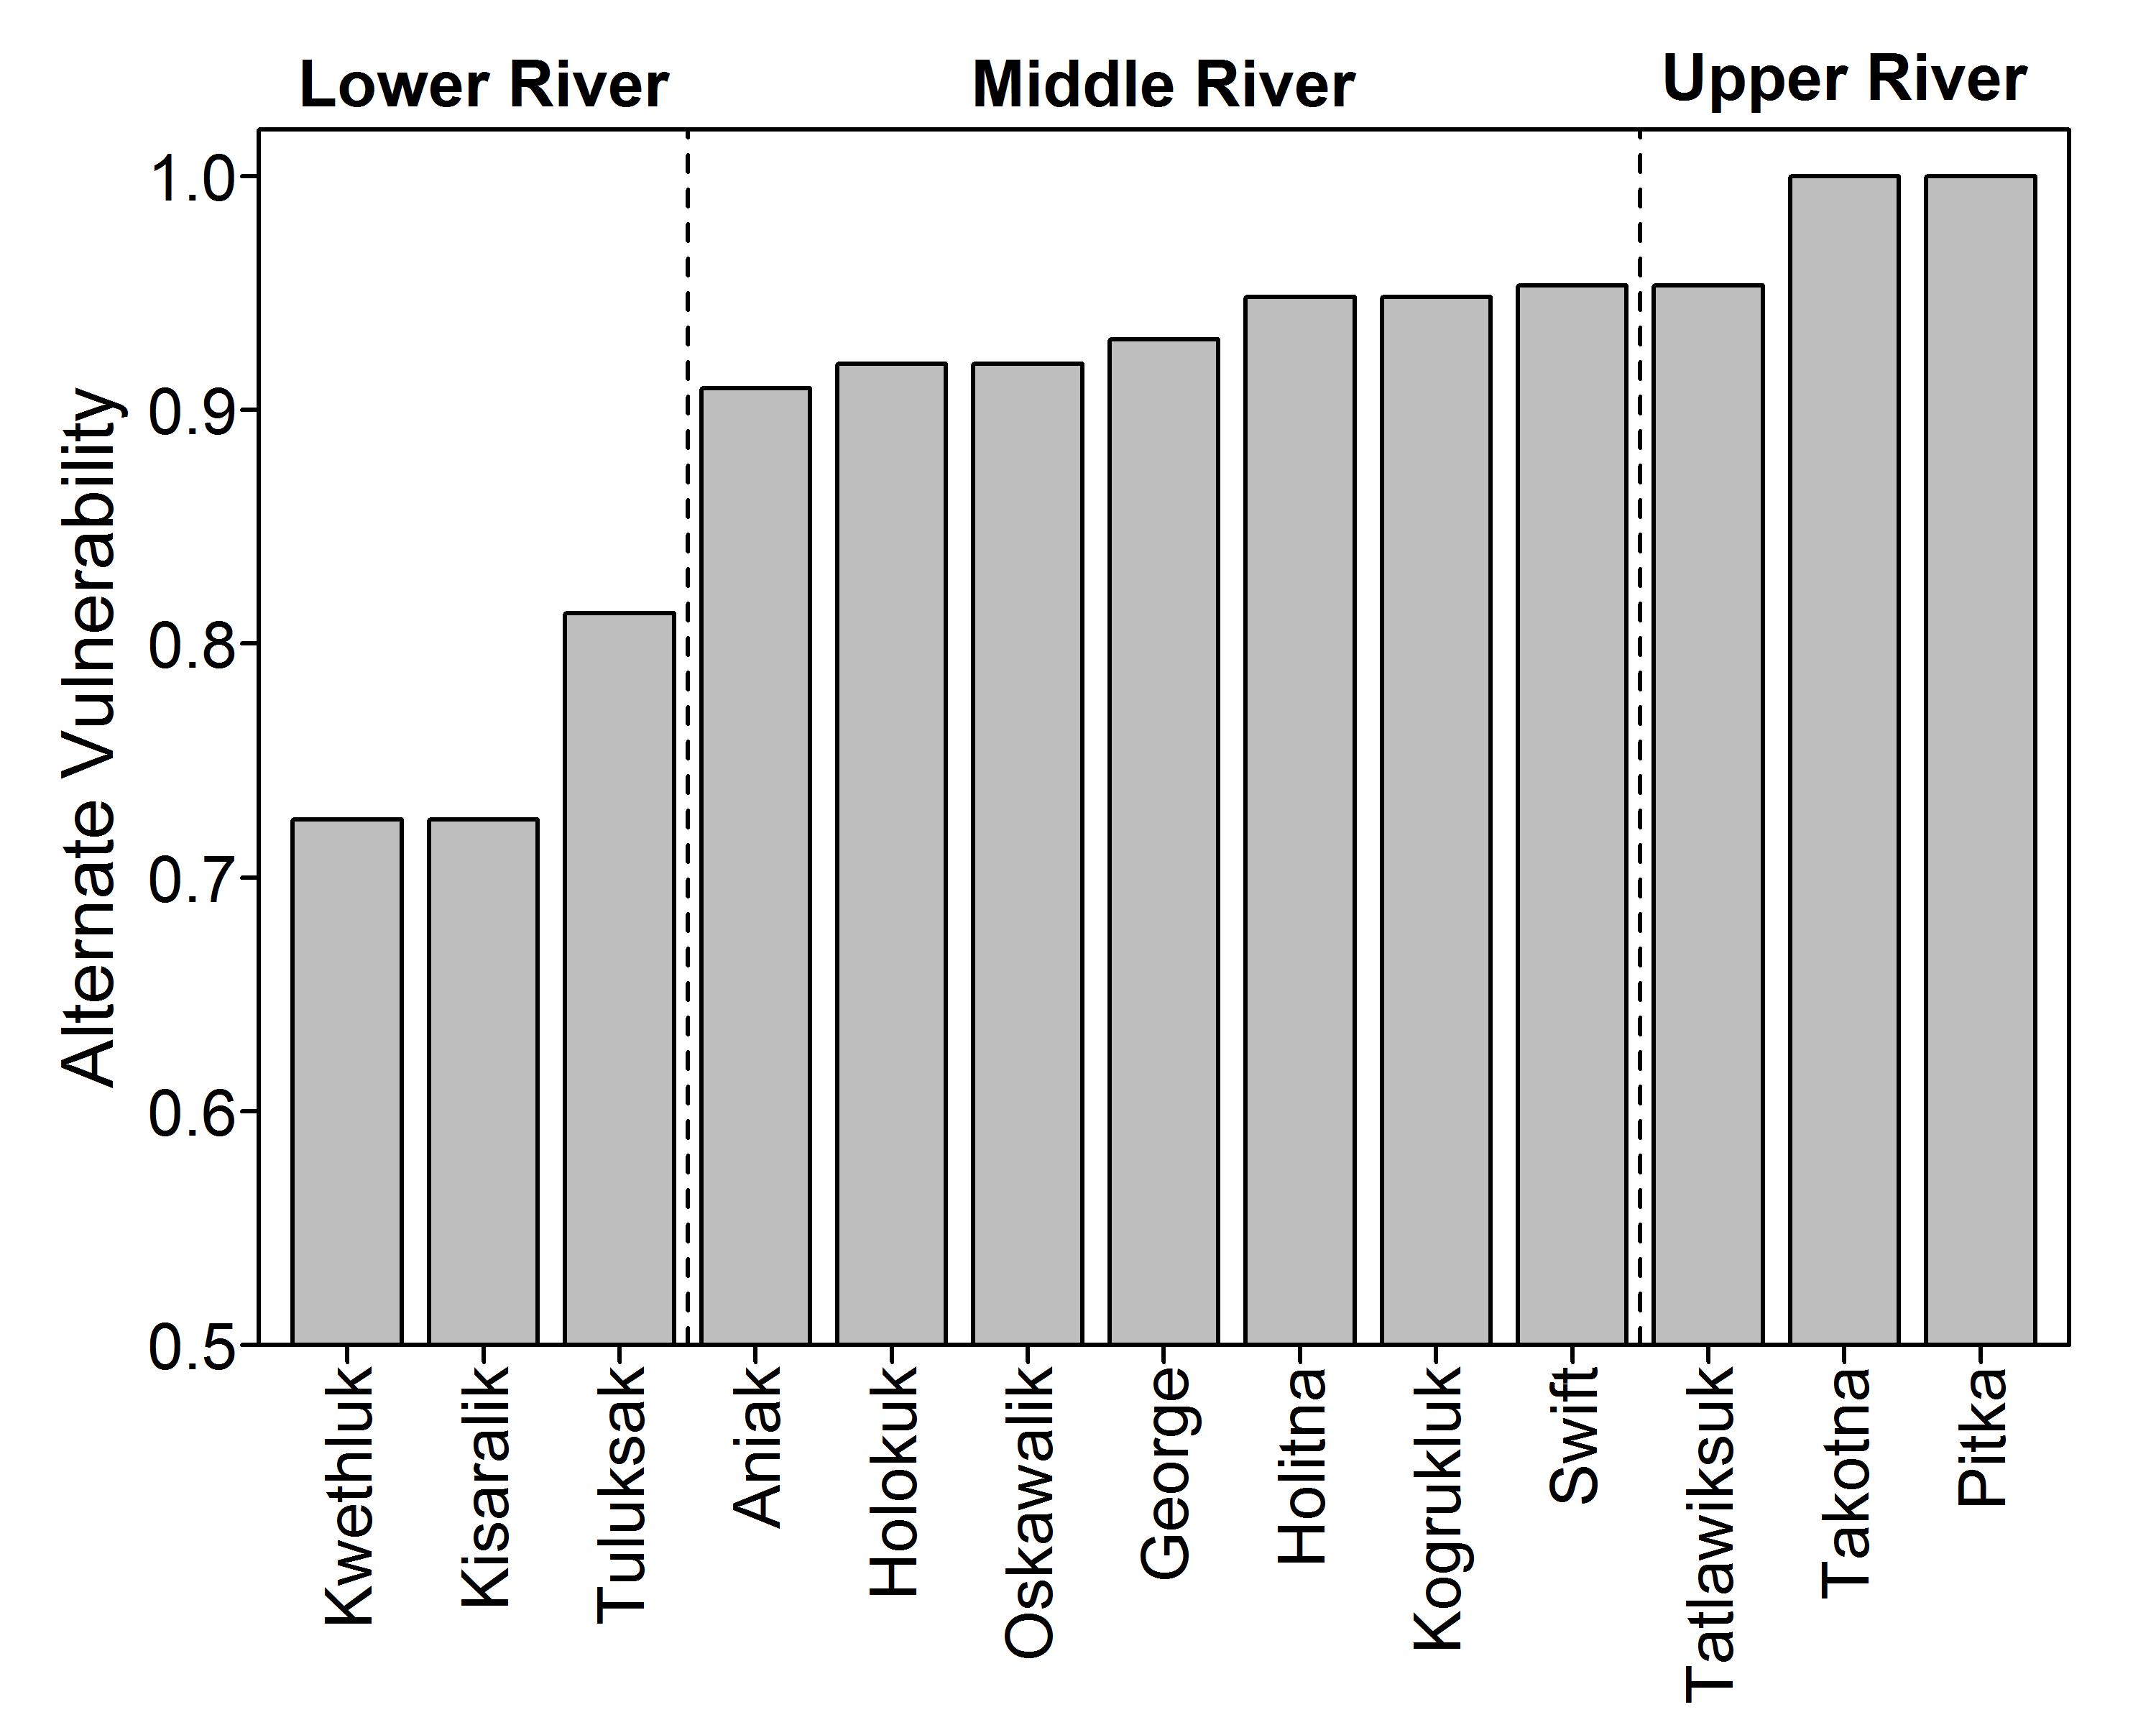 Lower River
Middle River
Upper River
Alternate Vulnerability
1.0
0.9
0.8
0.7
0.6
0.5
Kwethluk
Kisaralik
Tuluksak
Aniak
Holokuk
Oskawalik
George
Holitna
Kogrukluk
Swift
Tatlawiksuk
Takotna
Pitka